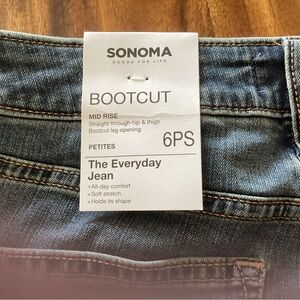 SONOMA
GOODS FOR LIFE
BOOTCUT
MID RISE
Straight through hip & thigh
Bootcut leg opening
PETITES
6PS
The Everyday
Jean
•All-day comfort
•Soft stretch
•Holds its shape